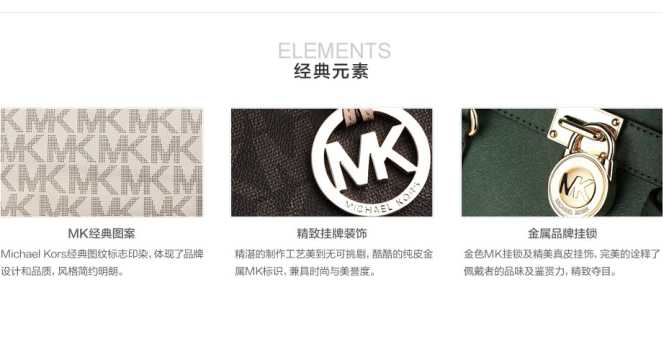 ELEMENTS
经典元素
MK
MICHAEL KORS
MK
MK经典图案
精致挂牌装饰
金属品牌挂锁
Michael Kors经典图纹标志印染,体现了品牌
设计和品质,风格简约明朗。
精湛的制作工艺美到无可挑剔,酷酷的纯皮金
属MK标识,兼具时尚与美誉度。
金色MK挂锁及精美真皮挂饰,完美的诠释了
佩戴者的品味及鉴赏力,精致夺目。